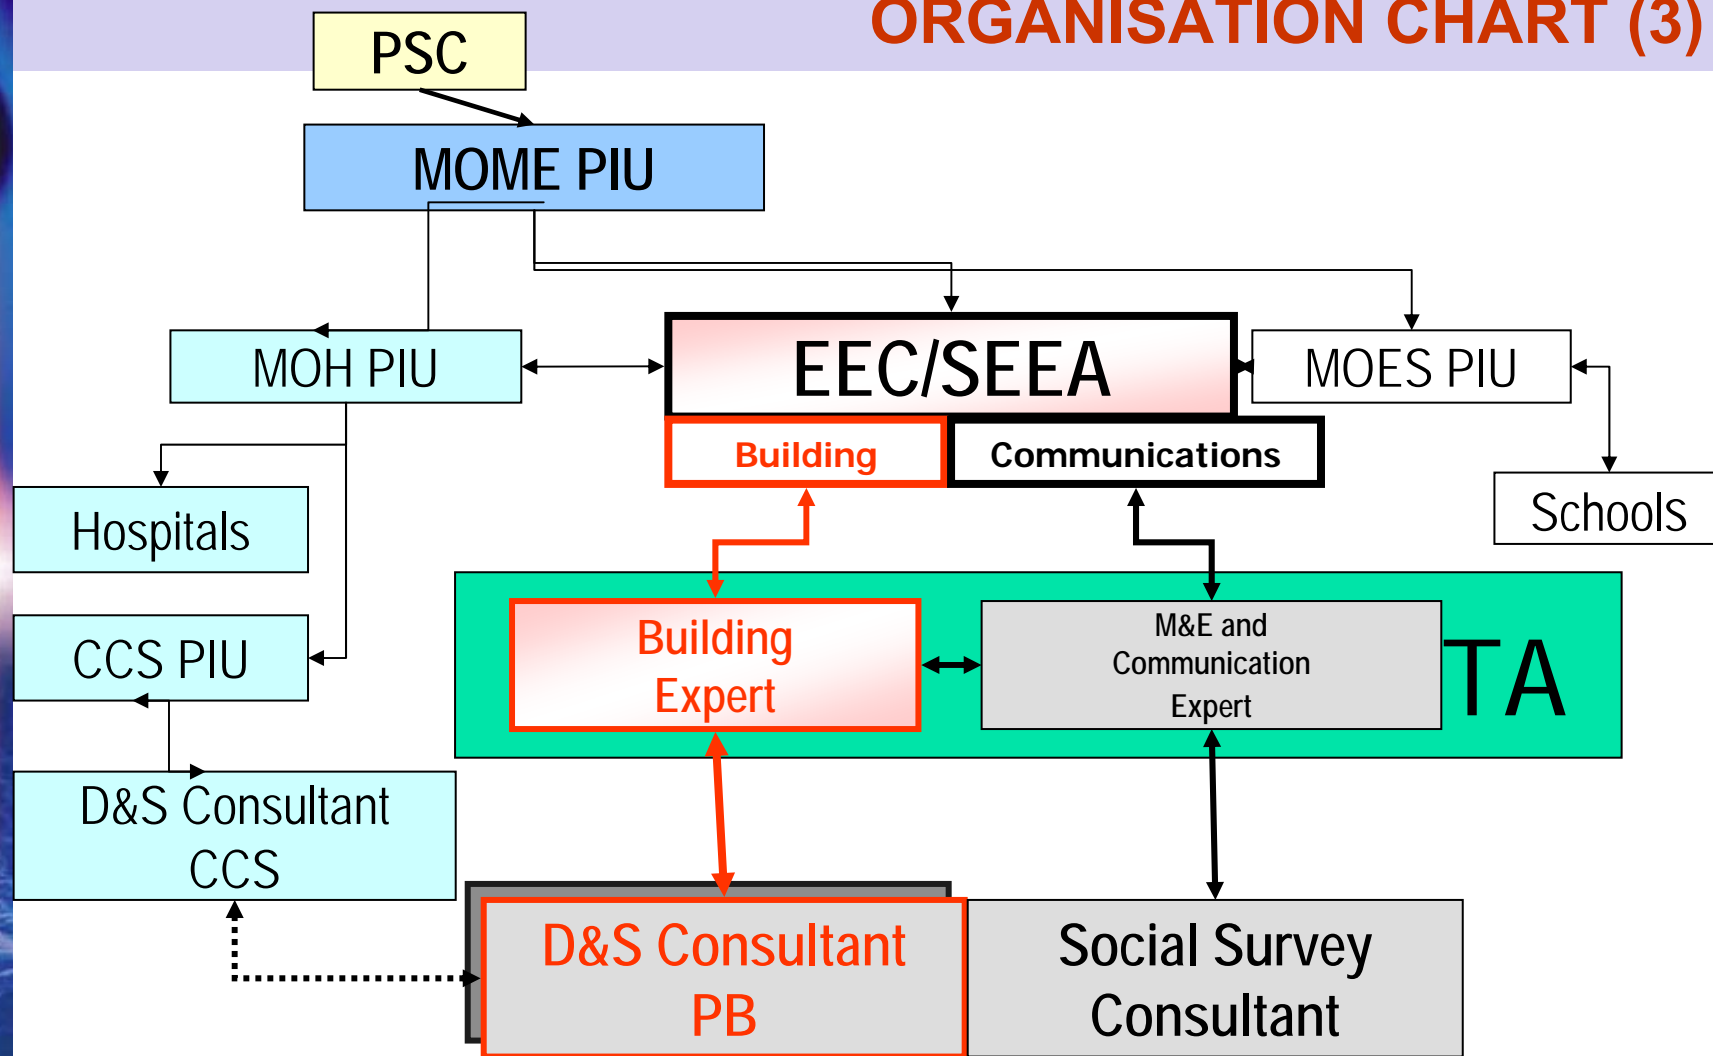 ORGANISATION CHART (3)
PSC
MOME PIU
MOH PIU
EEC/SEEA
MOES PIU
Building
Communications
Hospitals
Schools
CCS PIU
Building
Expert
M&E and
Communication
Expert
TA
D&S Consultant
CCS
D&S Consultant
PB
Social Survey
Consultant